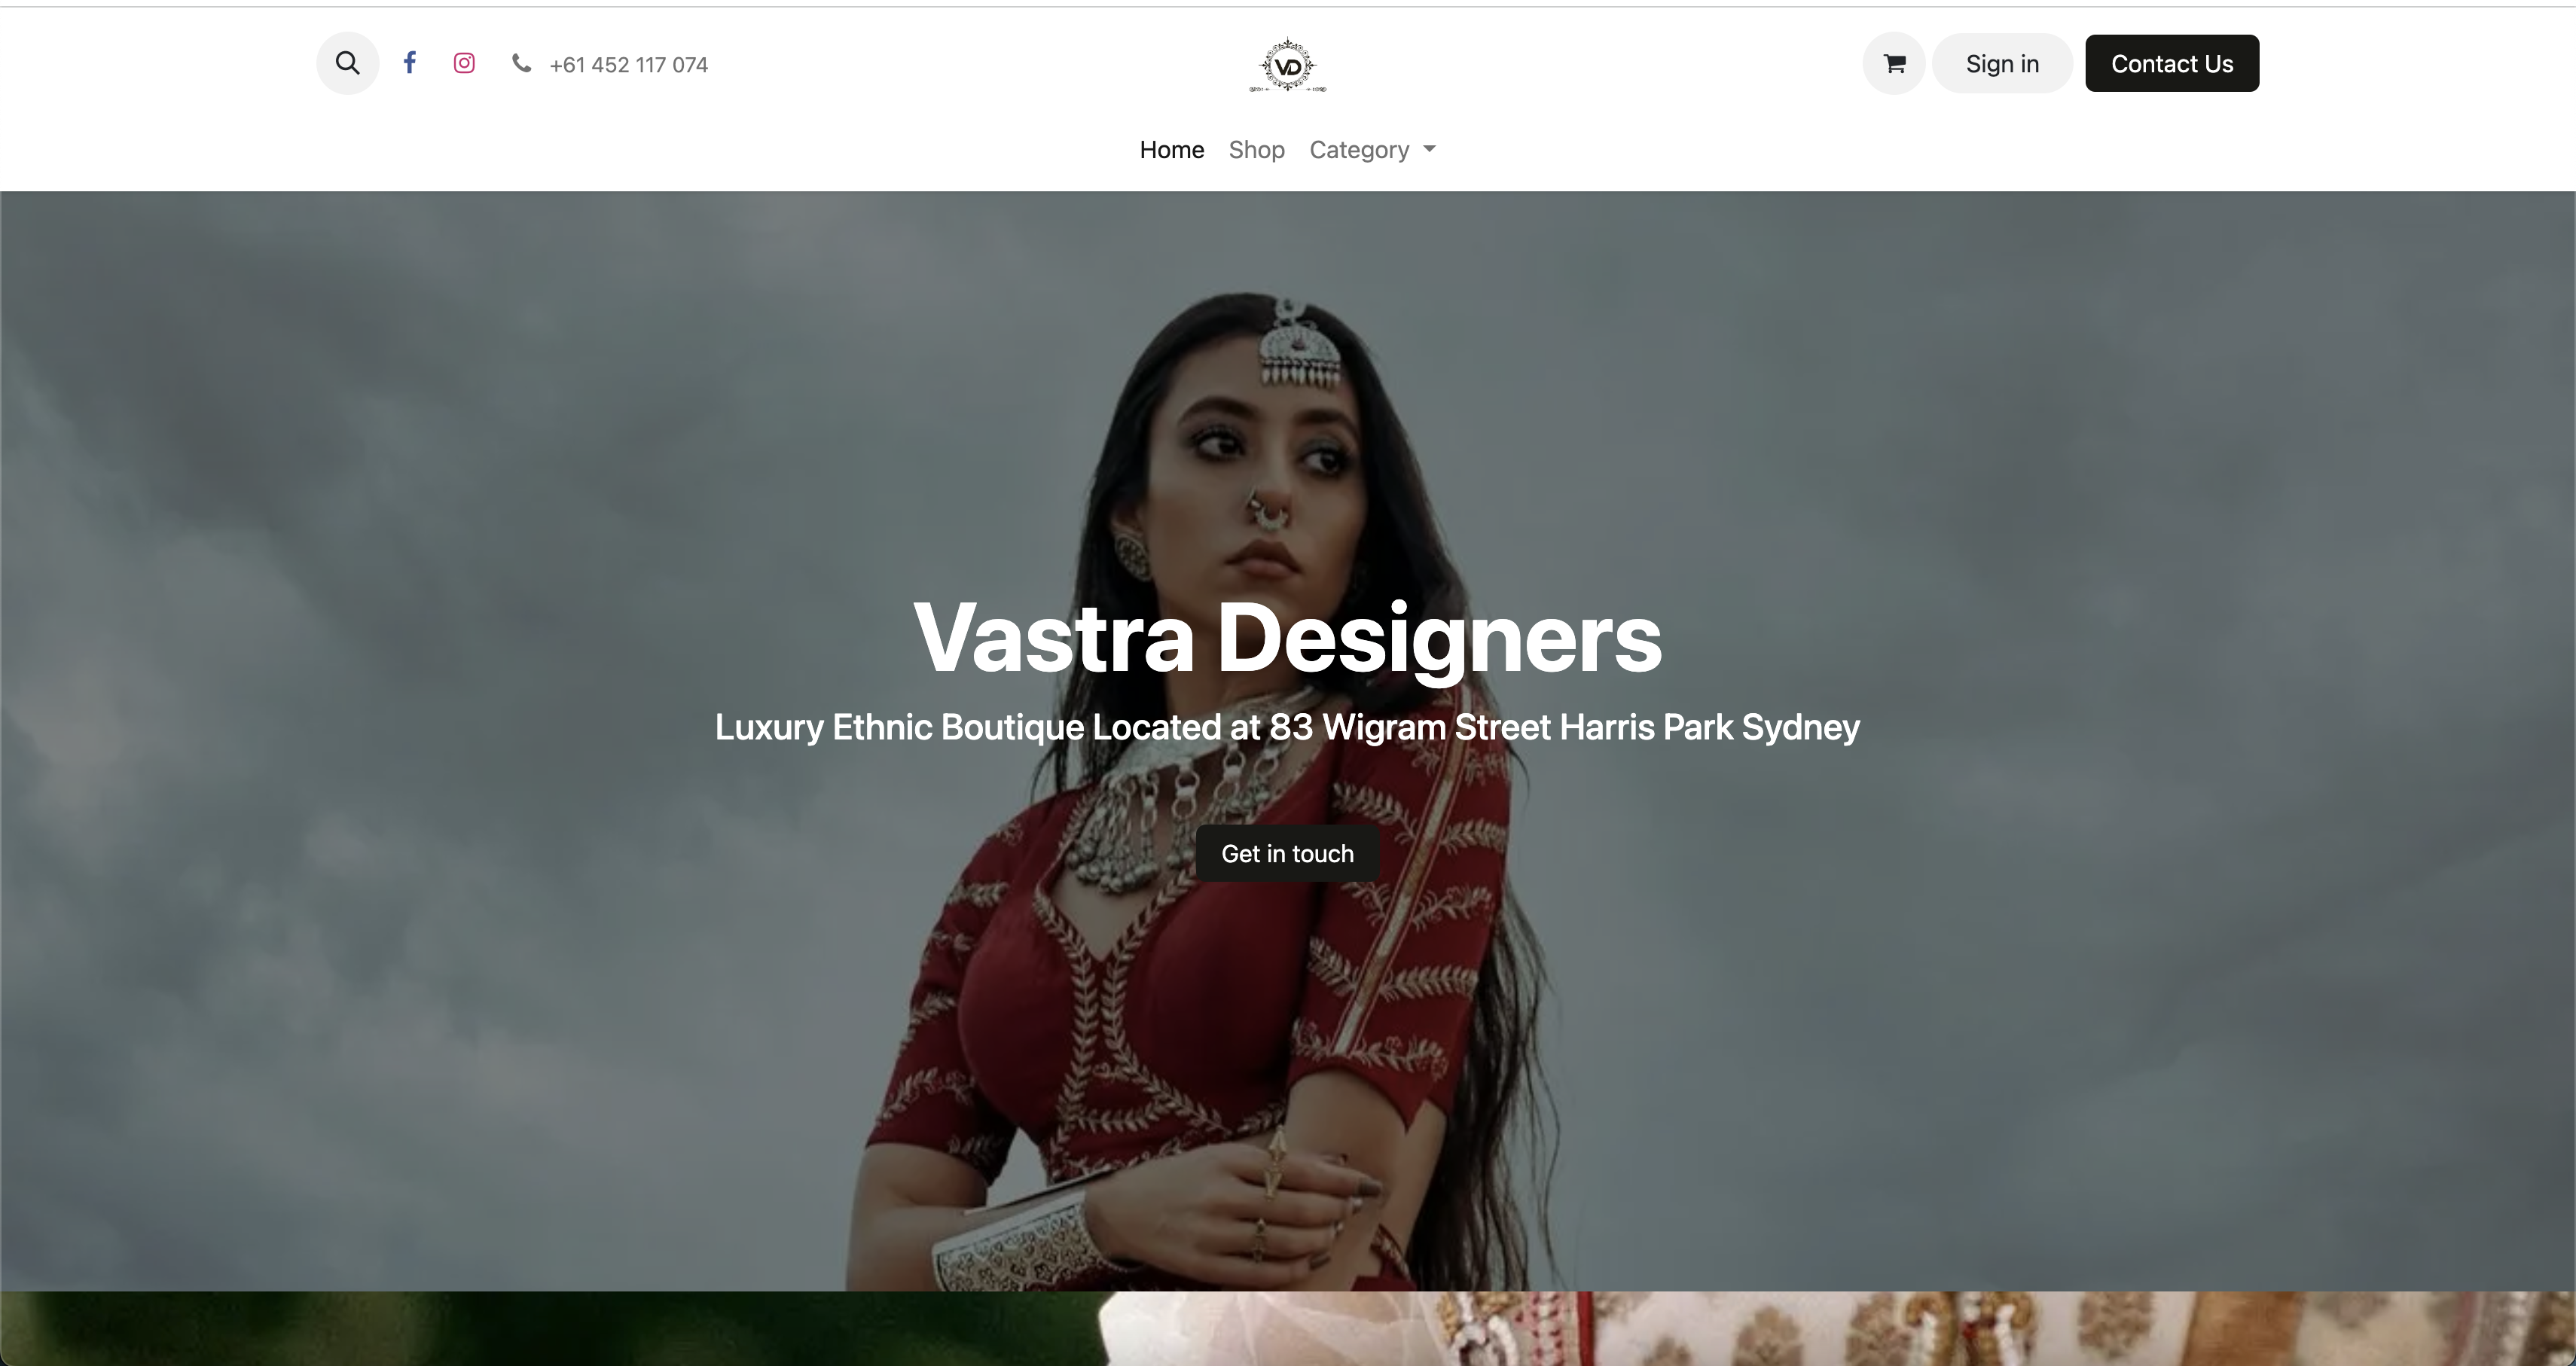 +61 452 117 074
VD
Sign in
Contact Us
Home
Shop
Category
Vastra Designers
Luxury Ethnic Boutique Located at 83 Wigram Street Harris Park Sydney
Get in touch